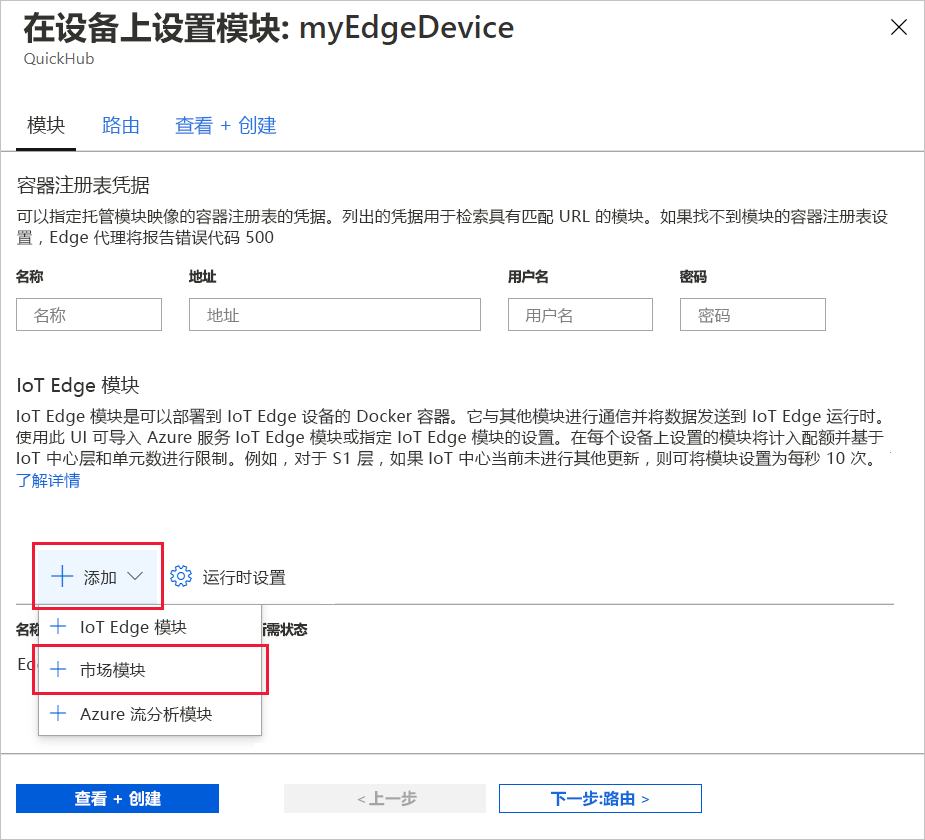 在设备上设置模块: myEdgeDevice
QuickHub
模块 路由 查看 + 创建
容器注册表凭据
可以指定托管模块映像的容器注册表的凭据。列出的凭据用于检索具有匹配 URL 的模块。如果找不到模块的容器注册表设
置，Edge 代理将报告错误代码 500
名称 地址 用户名 密码
名称 地址 用户名 密码
IoT Edge 模块
IoT Edge 模块是可以部署到 IoT Edge 设备的 Docker 容器。它与其他模块进行通信并将数据发送到 IoT Edge 运行时。
使用此 UI 可导入 Azure 服务 IoT Edge 模块或指定 IoT Edge 模块的设置。在每个设备上设置的模块将计入配额并基于
IoT 中心层和单元数进行限制。例如，对于 S1 层，如果 IoT 中心当前未进行其他更新，则可将模块设置为每秒 10 次。
了解详情
添加 运行时设置
名称 所需状态
IoT Edge 模块
市场模块
Azure 流分析模块
查看 + 创建 < 上一步 下一步:路由 >